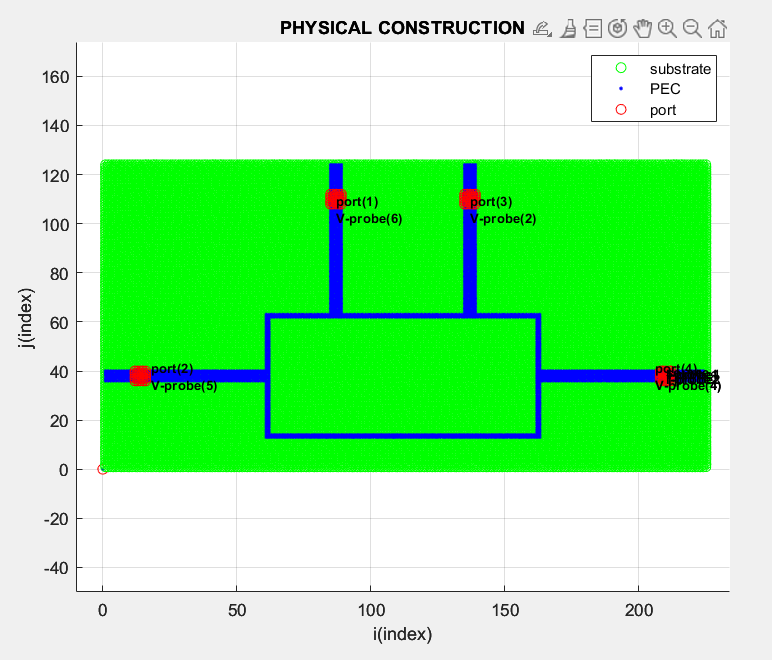 PHYSICAL CONSTRUCTION
substrate
PEC
port
160
140
120
100
80
60
40
20
0
-20
-40
port(1)
V-probe(6)
port(3)
V-probe(2)
port(2)
V-probe(5)
port(4)
V-probe(4)
0
50
100
150
200
j(index)
i(index)